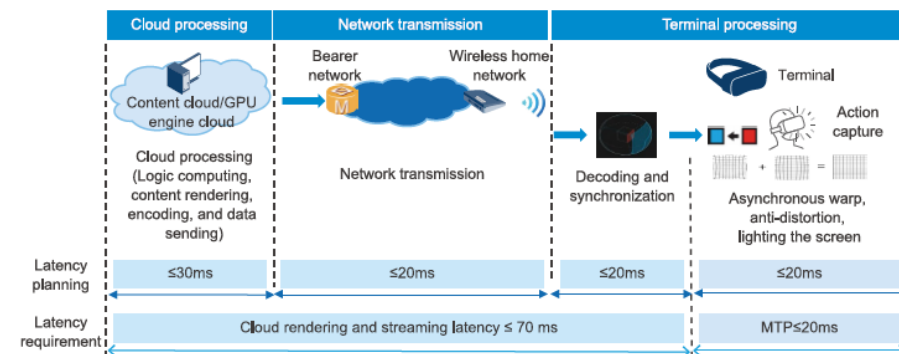 Cloud processing
Network transmission
Terminal processing
Bearer
network
Wireless home
network
Terminal
Content cloud/GPU
engine cloud
M
Action
capture
Cloud processing
(Logic computing,
content rendering,
encoding, and data
sending)
Network transmission
Decoding and
synchronization
+
=
Asynchronous warp,
anti-distortion,
lighting the screen
Latency
planning
≤30ms
≤20ms
≤20ms
≤20ms
Latency
requirement
Cloud rendering and streaming latency ≤ 70 ms
MTP≤20ms